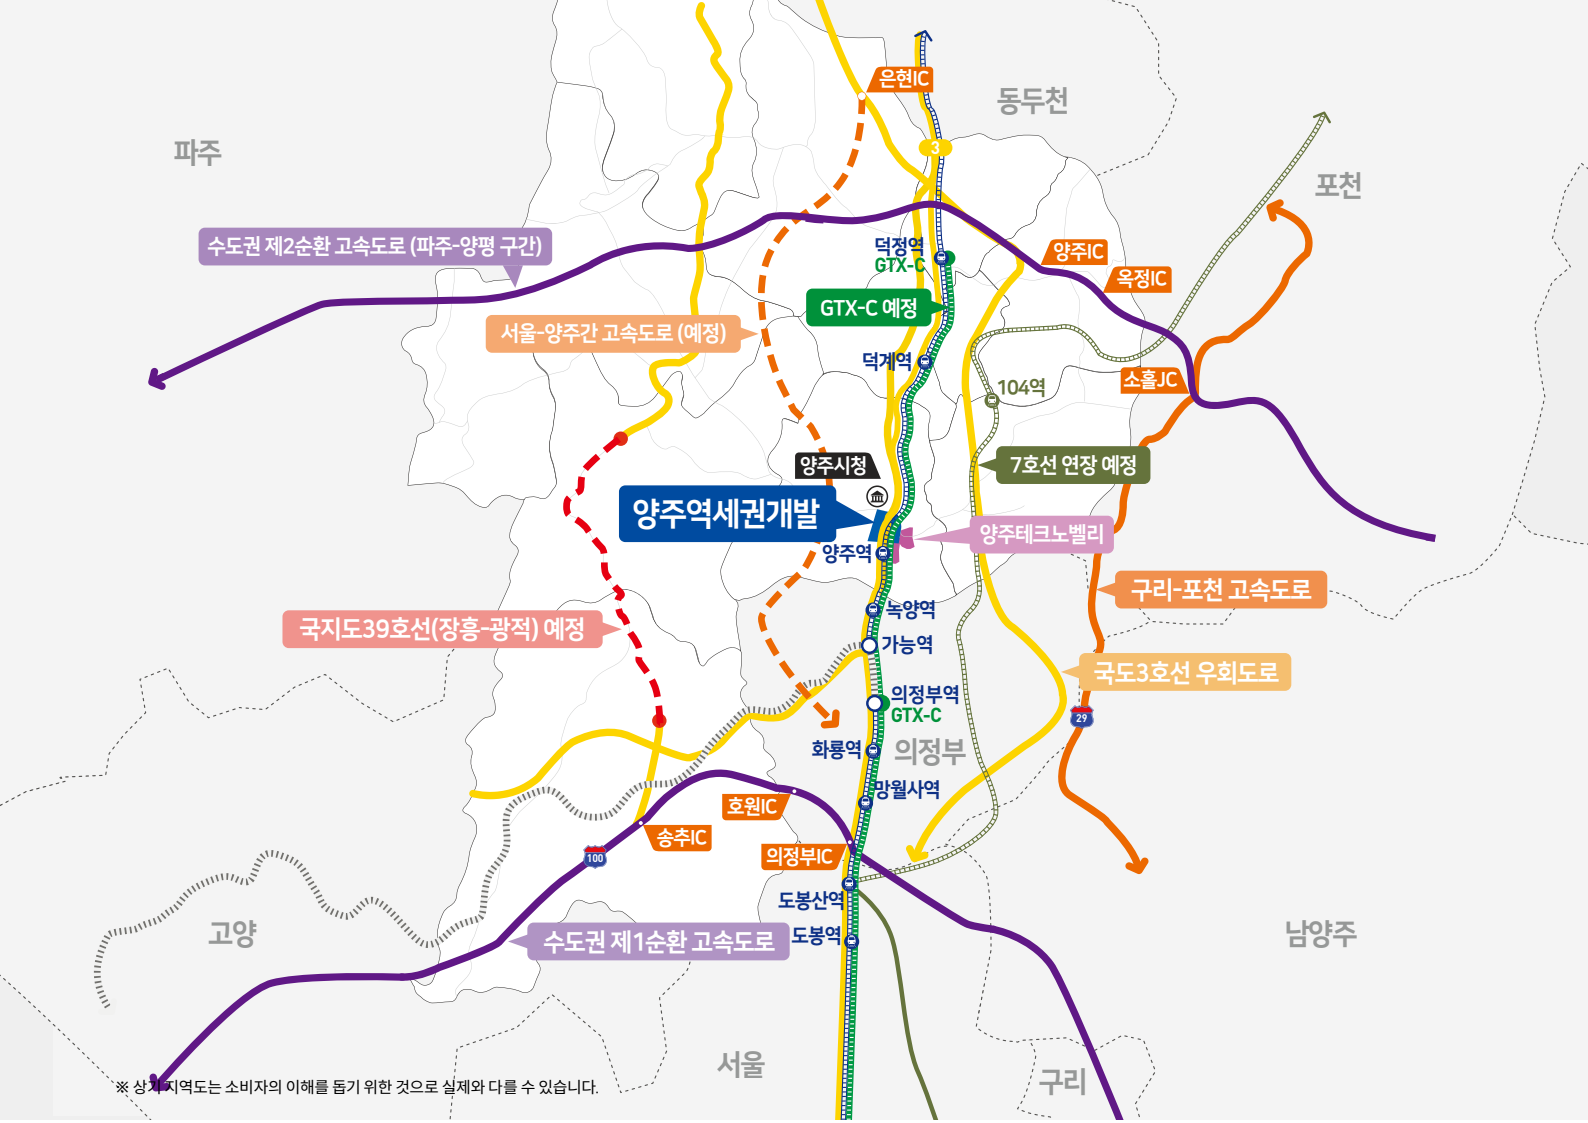 은현IC
동두천
3
파주
포천
수도권 제2순환 고속도로 (파주-양평 구간)
덕정역
GTX-C
양주IC
옥정IC
GTX-C 예정
서울-양주간 고속도로 (예정)
덕계역
104역
소홀JC
양주시청
7호선 연장 예정
양주역세권개발
양주테크노벨리
양주역
구리-포천 고속도로
녹양역
국지도39호선(장흥-광적) 예정
가능역
국도3호선 우회도로
의정부역
GTX-C
29
화룡역
의정부
망월사역
호원IC
송추IC
100
의정부IC
도봉산역
고양
수도권 제1순환 고속도로
도봉역
남양주
서울
구리
※ 상기 지역도는 소비자의 이해를 돕기 위한 것으로 실제와 다를 수 있습니다.